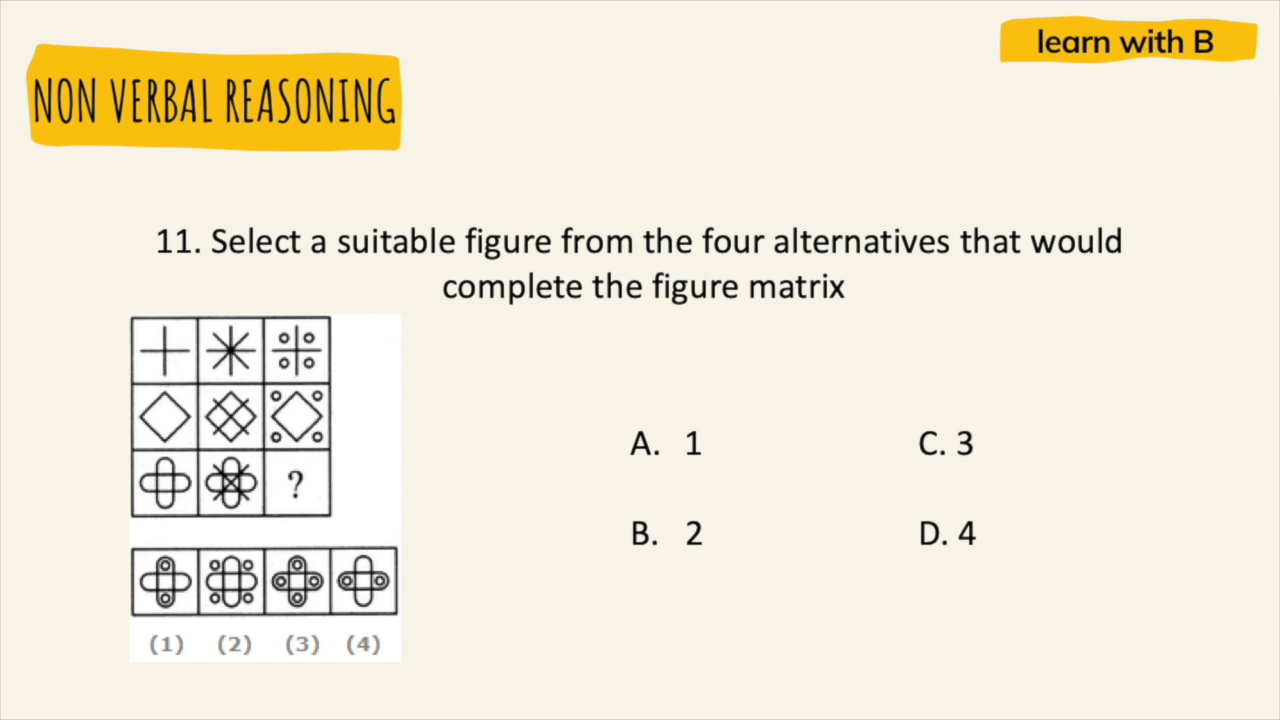 learn with B
NON VERBAL REASONING
11. Select a suitable figure from the four alternatives that would
complete the figure matrix
?
(1) (2) (3) (4)
A. 1
B. 2
C. 3
D. 4